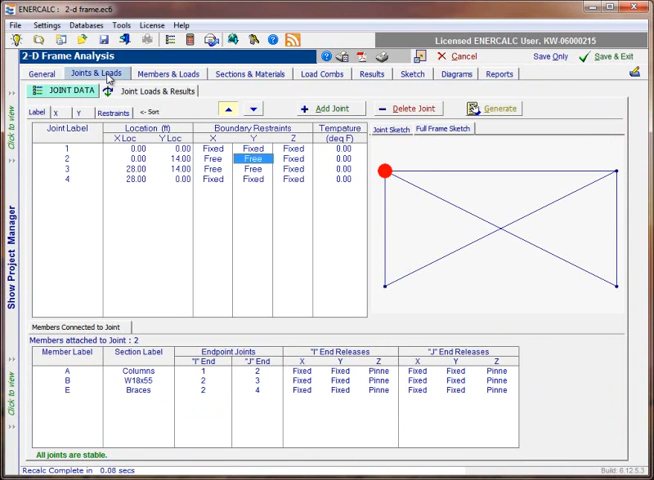 ENERCALC : 2-d frame.ec6
File Settings Databases Tools License Help
2-D Frame Analysis
Licensed ENERCALC User. KW-06000215
Cancel Save Only Save & Exit
General Joints & Loads Members & Loads Sections & Materials Load Combs Results Sketch Diagrams Reports
JOINT DATA Joint Loads & Results
Label X Y Restraints <- Sort
Add Joint Delete Joint Generate
Joint Label Location (ft) Boundary Restraints Tempature
X Loc Y Loc X Y Z (deg F)
1 0.00 0.00 Fixed Fixed Fixed 0.00
2 0.00 14.00 Free Free Fixed 0.00
3 28.00 14.00 Free Free Fixed 0.00
4 28.00 0.00 Fixed Fixed Fixed 0.00
Joint Sketch Full Frame Sketch
Click to view
Show Project Manager
Click to view
Members Connected to Joint
Members attached to Joint : 2
Member Label Section Label Endpoint Joints "I" End Releases "J" End Releases
"I" End "J" End X Y Z X Y Z
A Columns 1 2 Fixed Fixed Pinne Fixed Fixed Pinne
B W18x55 2 3 Fixed Fixed Pinne Fixed Fixed Pinne
E Braces 2 4 Fixed Fixed Pinne Fixed Fixed Pinne
All joints are stable.
Recalc Complete in 0.08 secs
Build: 6.12.5.3